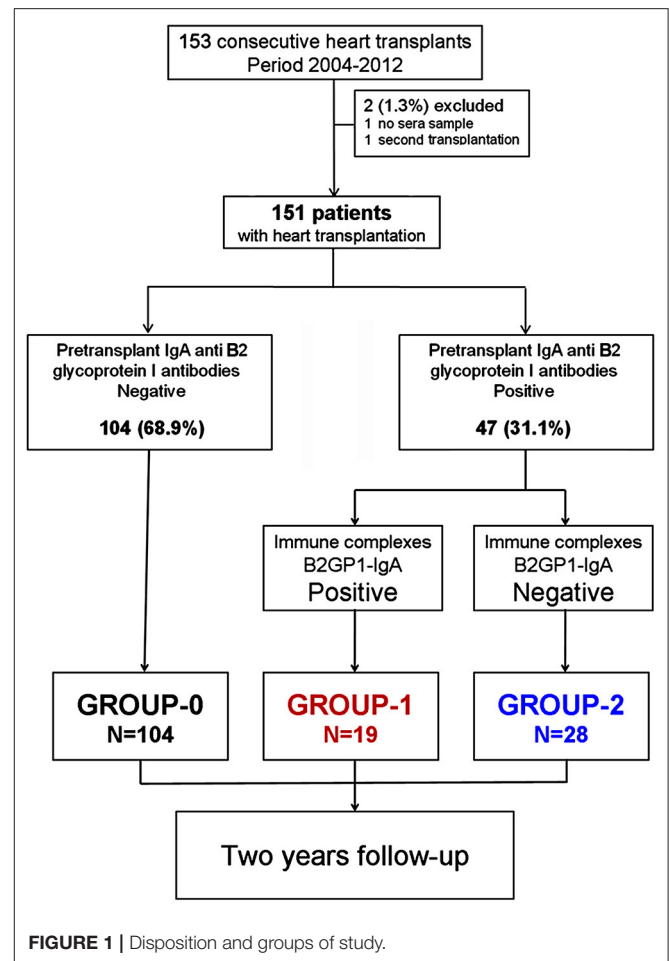 153 consecutive heart transplants
Period 2004-2012
2 (1.3%) excluded
1 no sera sample
1 second transplantation
151 patients
with heart transplantation
Pretransplant IgA anti B2
glycoprotein I antibodies
Negative
104 (68.9%)
Pretransplant IgA anti B2
glycoprotein I antibodies
Positive
47 (31.1%)
Immune complexes
B2GP1-IgA
Positive
Immune complexes
B2GP1-IgA
Negative
GROUP-0
N=104
GROUP-1
N=19
GROUP-2
N=28
Two years follow-up
FIGURE 1 | Disposition and groups of study.